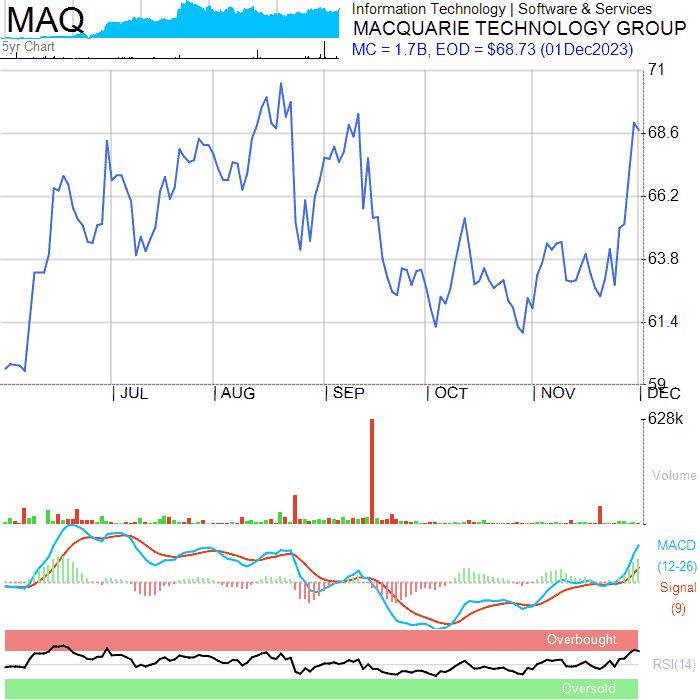 MAQ
5yr Chart
Information Technology | Software & Services
MACQUARIE TECHNOLOGY GROUP
MC = 1.7B, EOD = $68.73 (01Dec2023)
71
68.6
66.2
63.8
61.4
59
JUL
AUG
SEP
OCT
NOV
DEC
628k
Volume
MACD
(12-26)
Signal
(9)
Overbought
RSI(14)
Oversold